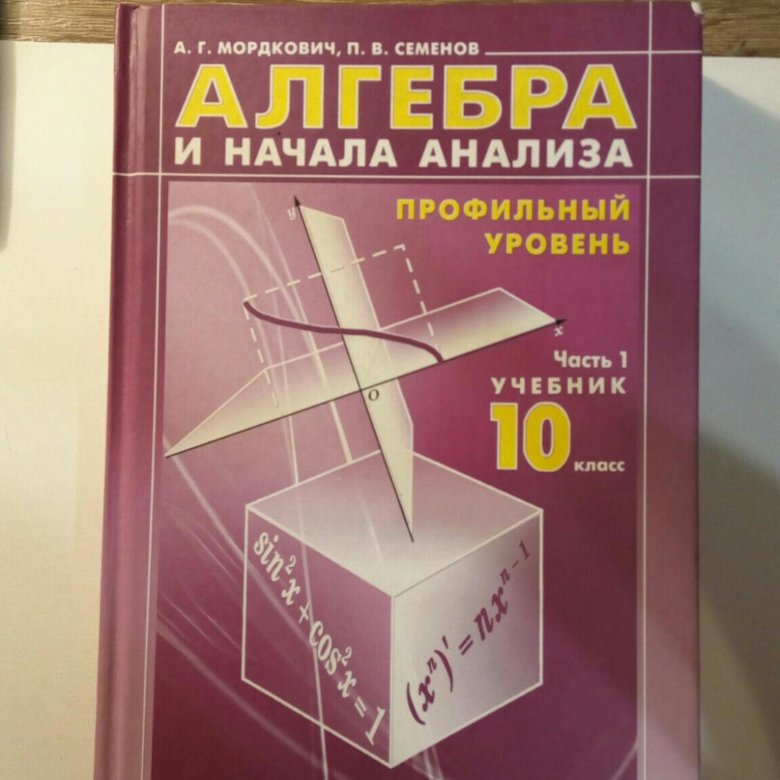 А. Г. МОРДКОВИЧ, П. В. СЕМЕНОВ
АЛГЕБРА
И НАЧАЛА АНАЛИЗА
ПРОФИЛЬНЫЙ
УРОВЕНЬ
y
x
O
Часть 1
УЧЕБНИК
10
класс
sin²x + cos²x = 1
(xⁿ)' = nxⁿ⁻¹